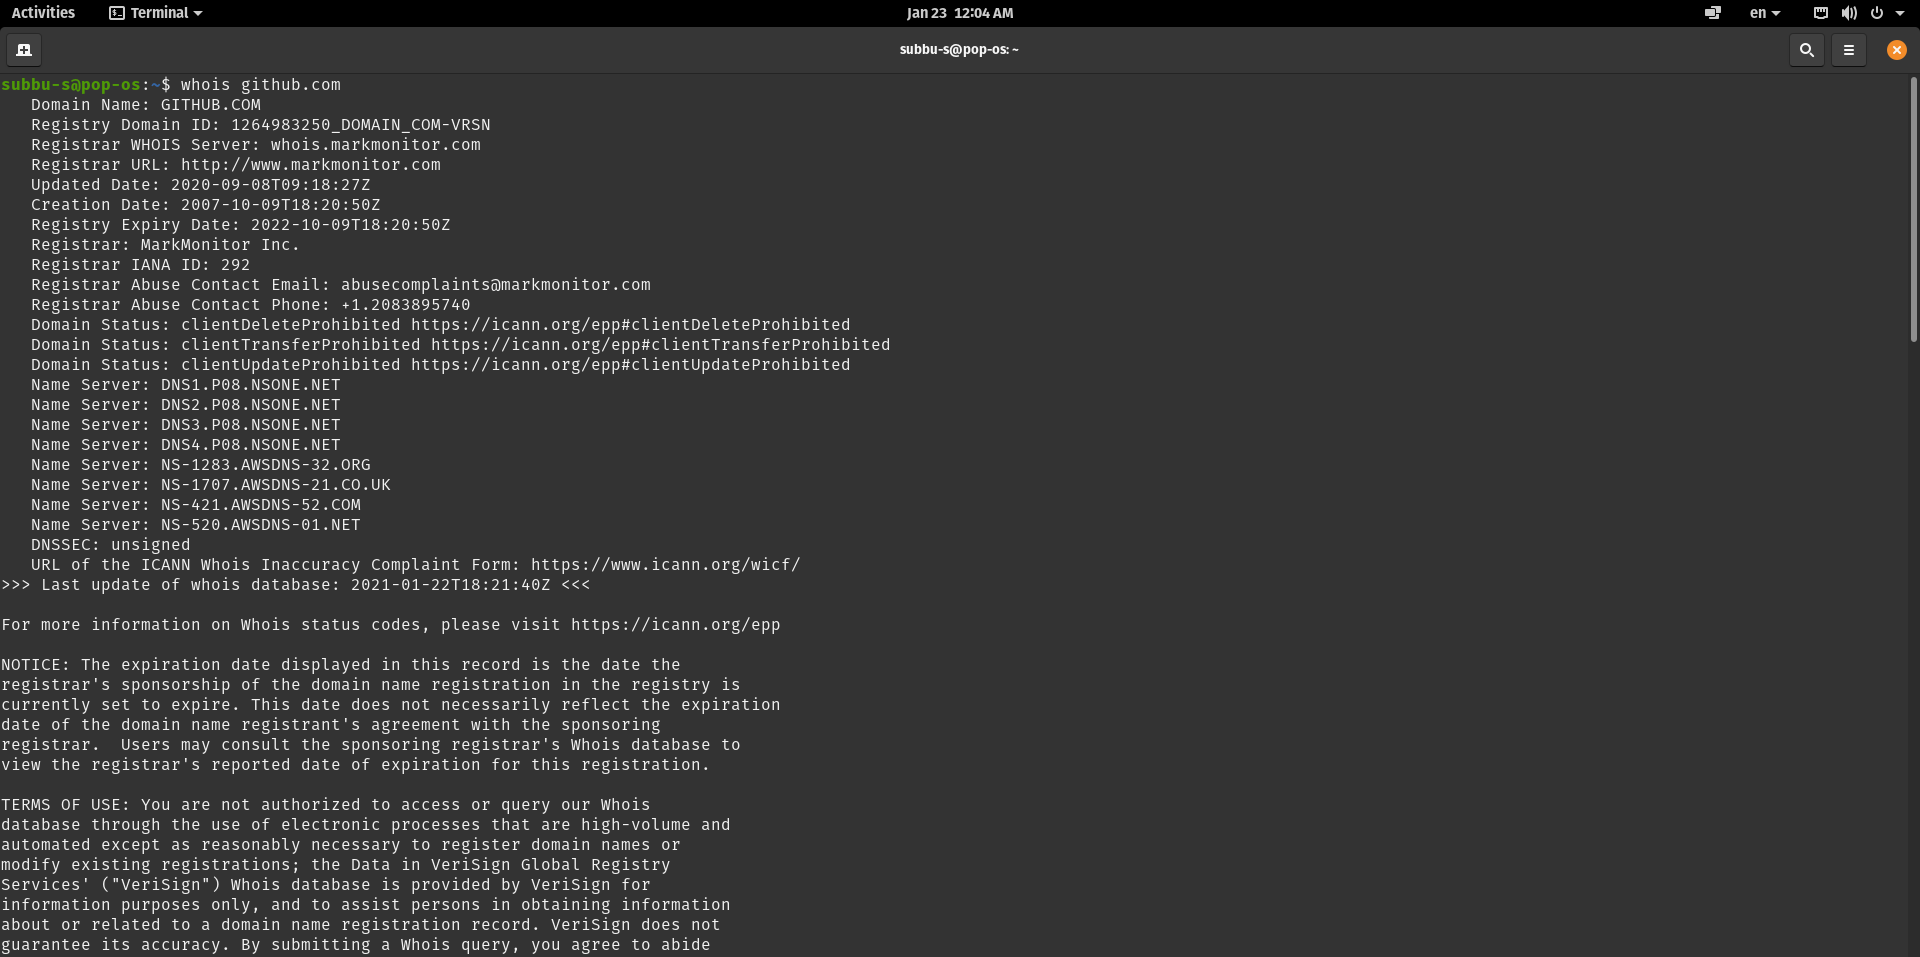 Activities Terminal Jan 23 12:04 AM en
subbu-s@pop-os: ~
subbu-s@pop-os:~$ whois github.com
Domain Name: GITHUB.COM
Registry Domain ID: 1264983250_DOMAIN_COM-VRSN
Registrar WHOIS Server: whois.markmonitor.com
Registrar URL: http://www.markmonitor.com
Updated Date: 2020-09-08T09:18:27Z
Creation Date: 2007-10-09T18:20:50Z
Registry Expiry Date: 2022-10-09T18:20:50Z
Registrar: MarkMonitor Inc.
Registrar IANA ID: 292
Registrar Abuse Contact Email: abusecomplaints@markmonitor.com
Registrar Abuse Contact Phone: +1.2083895740
Domain Status: clientDeleteProhibited https://icann.org/epp#clientDeleteProhibited
Domain Status: clientTransferProhibited https://icann.org/epp#clientTransferProhibited
Domain Status: clientUpdateProhibited https://icann.org/epp#clientUpdateProhibited
Name Server: DNS1.P08.NSONE.NET
Name Server: DNS2.P08.NSONE.NET
Name Server: DNS3.P08.NSONE.NET
Name Server: DNS4.P08.NSONE.NET
Name Server: NS-1283.AWSDNS-32.ORG
Name Server: NS-1707.AWSDNS-21.CO.UK
Name Server: NS-421.AWSDNS-52.COM
Name Server: NS-520.AWSDNS-01.NET
DNSSEC: unsigned
URL of the ICANN Whois Inaccuracy Complaint Form: https://www.icann.org/wicf/
>>> Last update of whois database: 2021-01-22T18:21:40Z <<<
For more information on Whois status codes, please visit https://icann.org/epp
NOTICE: The expiration date displayed in this record is the date the
registrar's sponsorship of the domain name registration in the registry is
currently set to expire. This date does not necessarily reflect the expiration
date of the domain name registrant's agreement with the sponsoring
registrar.  Users may consult the sponsoring registrar's Whois database to
view the registrar's reported date of expiration for this registration.
TERMS OF USE: You are not authorized to access or query our Whois
database through the use of electronic processes that are high-volume and
automated except as reasonably necessary to register domain names or
modify existing registrations; the Data in VeriSign Global Registry
Services' ("VeriSign") Whois database is provided by VeriSign for
information purposes only, and to assist persons in obtaining information
about or related to a domain name registration record. VeriSign does not
guarantee its accuracy. By submitting a Whois query, you agree to abide